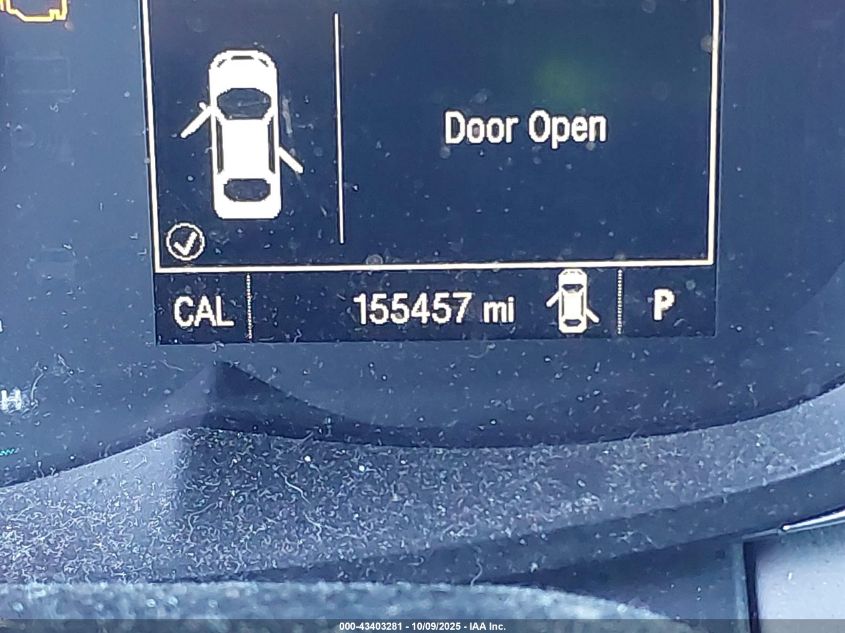 Door Open
CAL 155457 mi P
H
000-43403281 - 10/09/2025 - IAA Inc.